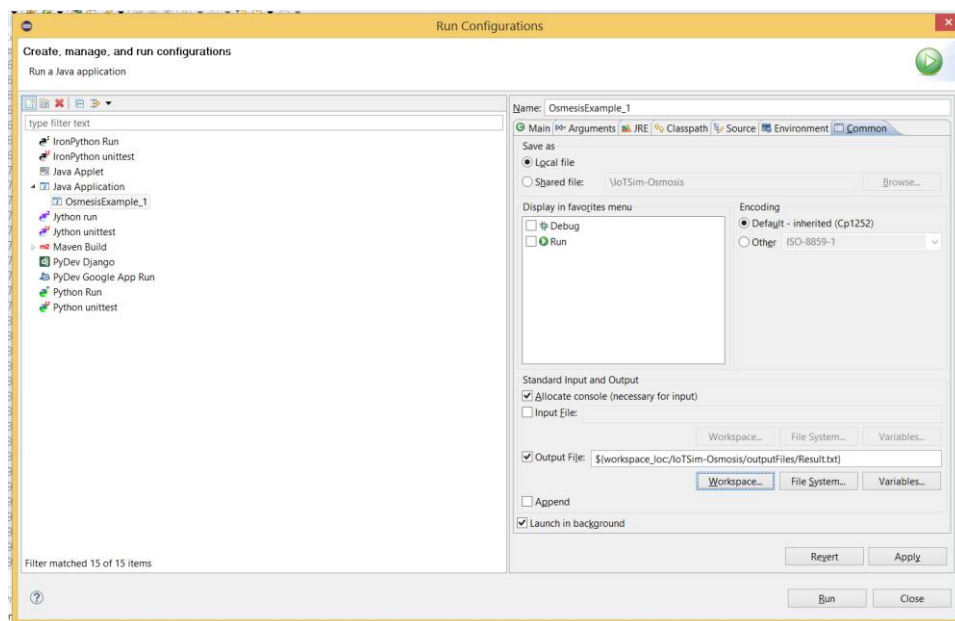 Run Configurations
Create, manage, and run configurations
Run a Java application
type filter text
IronPython Run
IronPython unittest
Java Applet
Java Application
OsmesisExample_1
Jython run
Jython unittest
Maven Build
PyDev Django
PyDev Google App Run
Python Run
Python unittest
Filter matched 15 of 15 items
Name: OsmesisExample_1
Main Arguments JRE Classpath Source Environment Common
Save as
Local file
Shared file: \IoTSim-Osmosis Browse...
Display in favorites menu
Debug
Run
Encoding
Default - inherited (Cp1252)
Other ISO-8859-1
Standard Input and Output
Allocate console (necessary for input)
Input File:
Workspace... File System... Variables...
Output File: ${workspace_loc:/IoTSim-Osmosis/outputFiles/Result.txt}
Workspace... File System... Variables...
Append
Launch in background
Revert Apply
Run Close